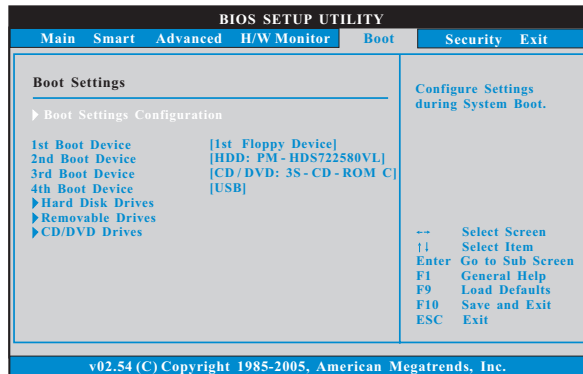 BIOS SETUP UTILITY
Main Smart Advanced H/W Monitor Boot Security Exit
Boot Settings
Boot Settings Configuration
1st Boot Device [1st Floppy Device]
2nd Boot Device [HDD: PM - HDS722580VL]
3rd Boot Device [CD / DVD: 3S - CD - ROM C]
4th Boot Device [USB]
Hard Disk Drives
Removable Drives
CD/DVD Drives
Configure Settings
during System Boot.
←→ Select Screen
↑↓ Select Item
Enter Go to Sub Screen
F1 General Help
F9 Load Defaults
F10 Save and Exit
ESC Exit
v02.54 (C) Copyright 1985-2005, American Megatrends, Inc.